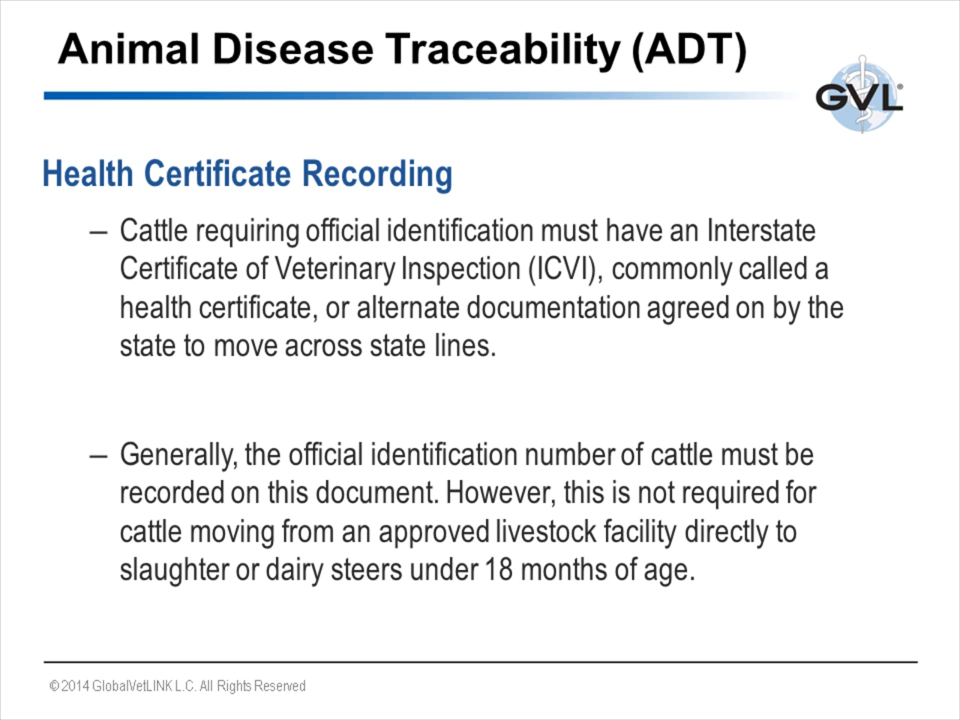 Animal Disease Traceability (ADT)
GVL®
Health Certificate Recording
– Cattle requiring official identification must have an Interstate
Certificate of Veterinary Inspection (ICVI), commonly called a
health certificate, or alternate documentation agreed on by the
state to move across state lines.
– Generally, the official identification number of cattle must be
recorded on this document. However, this is not required for
cattle moving from an approved livestock facility directly to
slaughter or dairy steers under 18 months of age.
© 2014 GlobalVetLINK L.C. All Rights Reserved